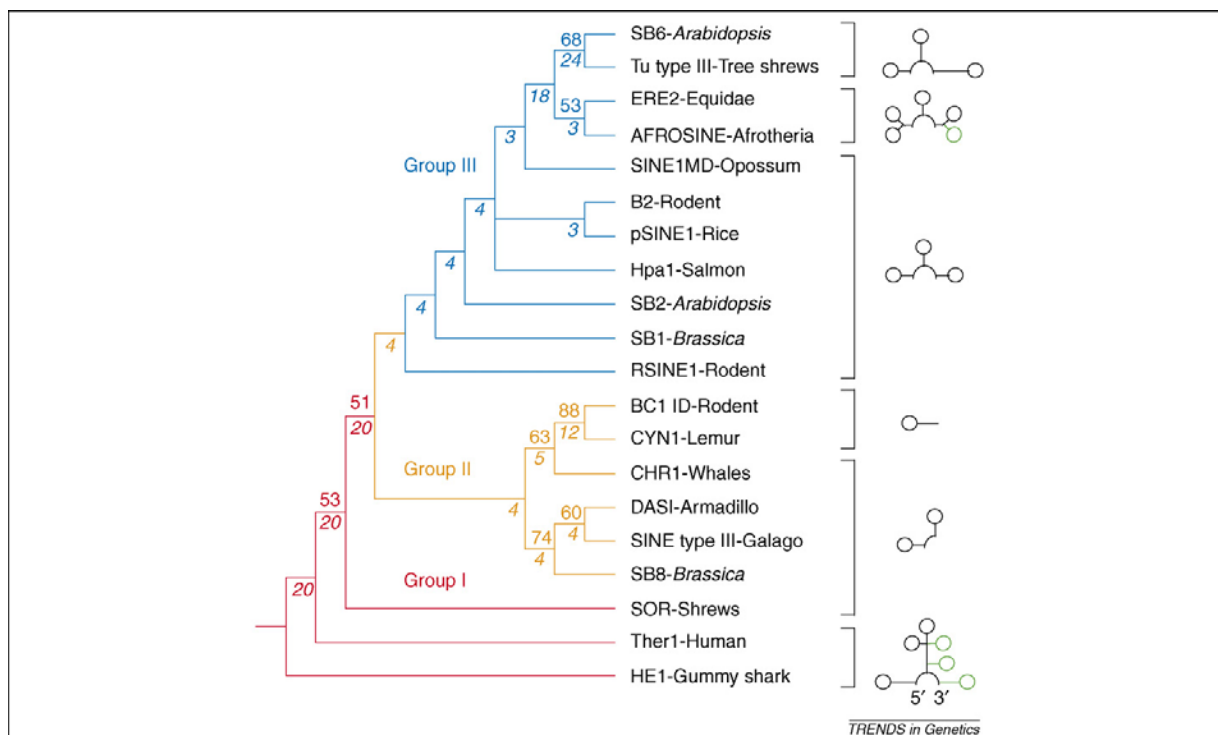 68
SB6-Arabidopsis
24
Tu type III-Tree shrews
18
53
ERE2-Equidae
3
AFROSINE-Afrotheria
3
Group III
SINE1MD-Opossum
4
B2-Rodent
3
pSINE1-Rice
4
Hpa1-Salmon
4
SB2-Arabidopsis
4
SB1-Brassica
RSINE1-Rodent
51
20
88
BC1 ID-Rodent
63
12
CYN1-Lemur
5
Group II
CHR1-Whales
53
20
4
60
DASI-Armadillo
74
4
SINE type III-Galago
4
Group I
SB8-Brassica
20
SOR-Shrews
Ther1-Human
HE1-Gummy shark
5′ 3′
TRENDS in Genetics